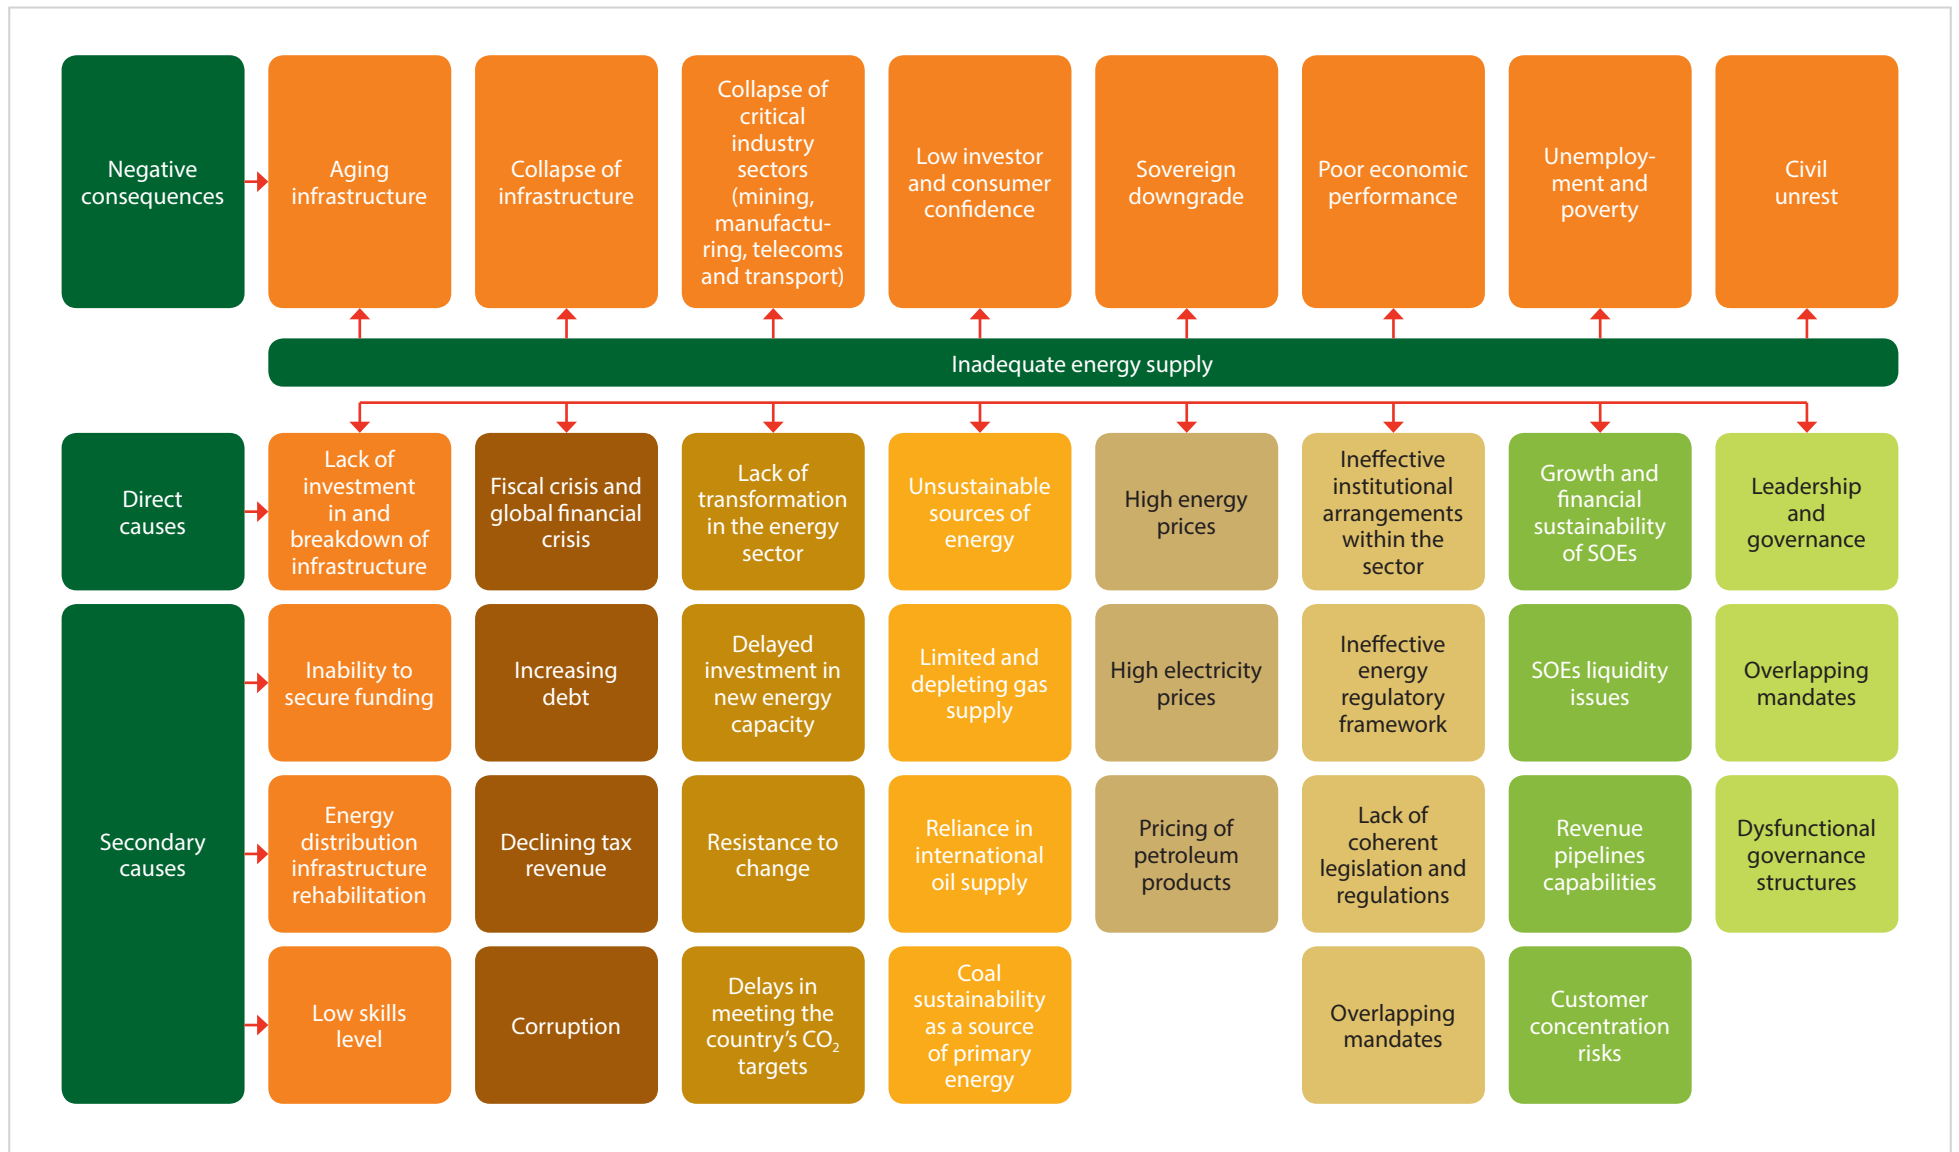 Negative
consequences
Aging
infrastructure
Collapse of
infrastructure
Collapse of
critical
industry
sectors
(mining,
manufactu-
ring, telecoms
and transport)
Low investor
and consumer
confidence
Sovereign
downgrade
Poor economic
performance
Unemploy-
ment and
poverty
Civil
unrest
Inadequate energy supply
Direct
causes
Lack of
investment
in and
breakdown of
infrastructure
Fiscal crisis and
global financial
crisis
Lack of
transformation
in the energy
sector
Unsustainable
sources of
energy
High energy
prices
Ineffective
institutional
arrangements
within the
sector
Growth and
financial
sustainability
of SOEs
Leadership
and
governance
Secondary
causes
Inability to
secure funding
Increasing
debt
Delayed
investment in
new energy
capacity
Limited and
depleting gas
supply
High electricity
prices
Ineffective
energy
regulatory
framework
SOEs liquidity
issues
Overlapping
mandates
Energy
distribution
infrastructure
rehabilitation
Declining tax
revenue
Resistance to
change
Reliance in
international
oil supply
Pricing of
petroleum
products
Lack of
coherent
legislation and
regulations
Revenue
pipelines
capabilities
Dysfunctional
governance
structures
Low skills
level
Corruption
Delays in
meeting the
country’s CO₂
targets
Coal
sustainability
as a source
of primary
energy
Overlapping
mandates
Customer
concentration
risks